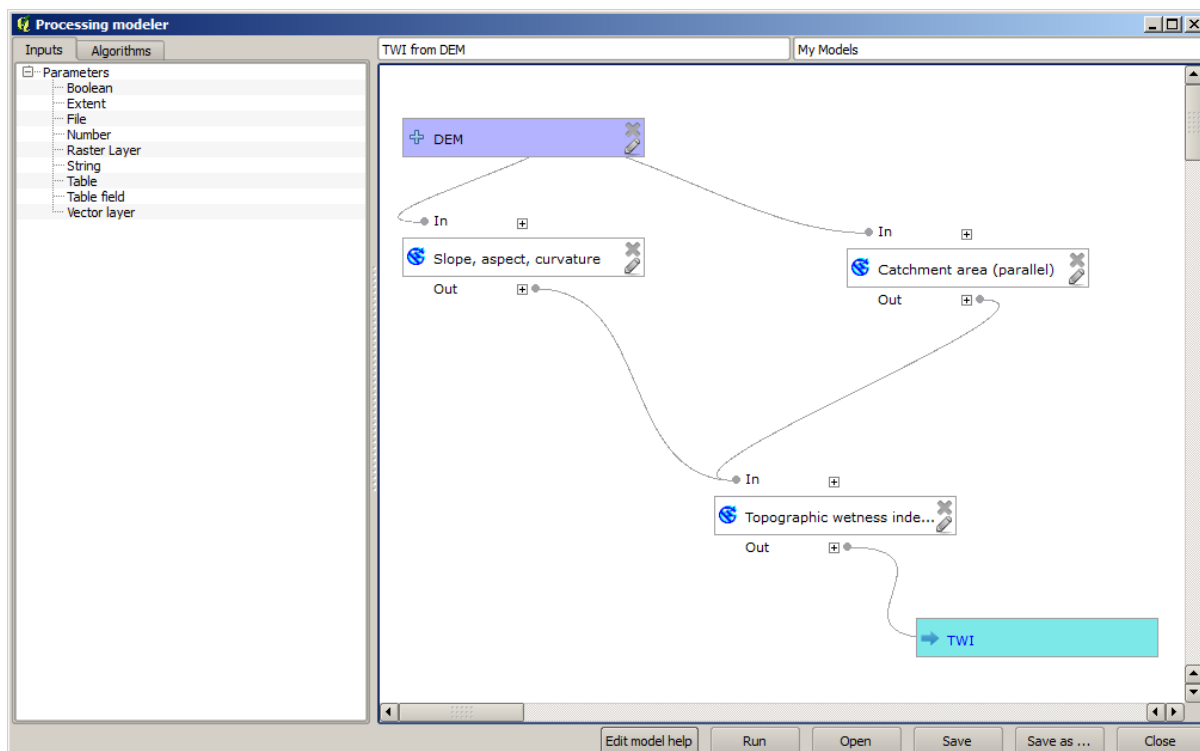 Processing modeler
Inputs
Algorithms
TWI from DEM
My Models
Parameters
Boolean
Extent
File
Number
Raster Layer
String
Table
Table field
Vector layer
DEM
In
Slope, aspect, curvature
Out
In
Catchment area (parallel)
Out
In
Topographic wetness inde...
Out
TWI
Edit model help
Run
Open
Save
Save as ...
Close